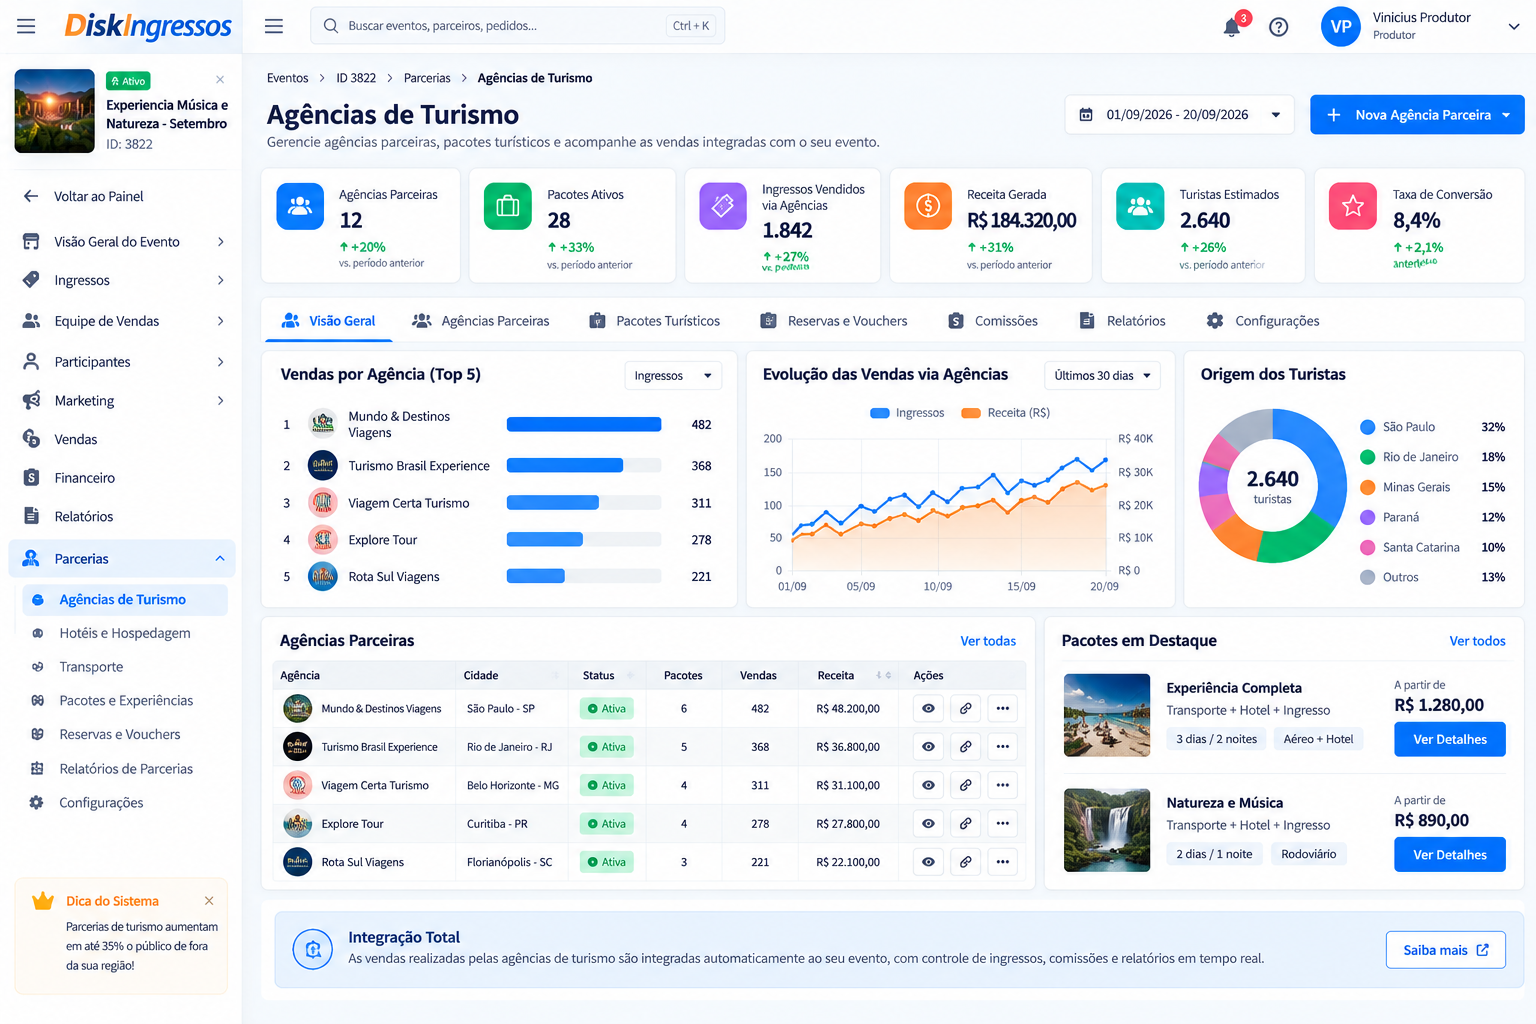 DiskIngressos
Buscar eventos, parceiros, pedidos...
Ctrl + K
3
VP
Vinicius Produtor
Produtor
Ativo
Experiencia Música e
Natureza - Setembro
ID: 3822
Voltar ao Painel
Visão Geral do Evento
Ingressos
Equipe de Vendas
Participantes
Marketing
Vendas
Financeiro
Relatórios
Parcerias
Agências de Turismo
Hotéis e Hospedagem
Transporte
Pacotes e Experiências
Reservas e Vouchers
Relatórios de Parcerias
Configurações
Dica do Sistema
Parcerias de turismo aumentam
em até 35% o público de fora
da sua região!
Eventos > ID 3822 > Parcerias > Agências de Turismo
Agências de Turismo
Gerencie agências parceiras, pacotes turísticos e acompanhe as vendas integradas com o seu evento.
01/09/2026 - 20/09/2026
Nova Agência Parceira
Agências Parceiras
12
+20%
vs. período anterior
Pacotes Ativos
28
+33%
vs. período anterior
Ingressos Vendidos
via Agências
1.842
+27%
vs.
Receita Gerada
R$ 184.320,00
+31%
vs. período anterior
Turistas Estimados
2.640
+26%
vs. período anterior
Taxa de Conversão
8,4%
+2,1%
Visão Geral
Agências Parceiras
Pacotes Turísticos
Reservas e Vouchers
Comissões
Relatórios
Configurações
Vendas por Agência (Top 5)
Ingressos
1 Mundo & Destinos
Viagens 482
2 Turismo Brasil Experience 368
3 Viagem Certa Turismo 311
4 Explore Tour 278
5 Rota Sul Viagens 221
Evolução das Vendas via Agências
Últimos 30 dias
Ingressos Receita (R$)
200 R$ 40K
150 R$ 30K
100 R$ 20K
50 R$ 10K
0 R$ 0
01/09 05/09 10/09 15/09 20/09
Origem dos Turistas
2.640
turistas
São Paulo 32%
Rio de Janeiro 18%
Minas Gerais 15%
Paraná 12%
Santa Catarina 10%
Outros 13%
Agências Parceiras
Ver todas
Agência Cidade Status Pacotes Vendas Receita Ações
Mundo & Destinos Viagens São Paulo - SP Ativa 6 482 R$ 48.200,00
Turismo Brasil Experience Rio de Janeiro - RJ Ativa 5 368 R$ 36.800,00
Viagem Certa Turismo Belo Horizonte - MG Ativa 4 311 R$ 31.100,00
Explore Tour Curitiba - PR Ativa 4 278 R$ 27.800,00
Rota Sul Viagens Florianópolis - SC Ativa 3 221 R$ 22.100,00
Pacotes em Destaque
Ver todos
Experiência Completa
Transporte + Hotel + Ingresso
3 dias / 2 noites
Aéreo + Hotel
A partir de
R$ 1.280,00
Ver Detalhes
Natureza e Música
Transporte + Hotel + Ingresso
2 dias / 1 noite
Rodoviário
A partir de
R$ 890,00
Ver Detalhes
Integração Total
As vendas realizadas pelas agências de turismo são integradas automaticamente ao seu evento, com controle de ingressos, comissões e relatórios em tempo real.
Saiba mais